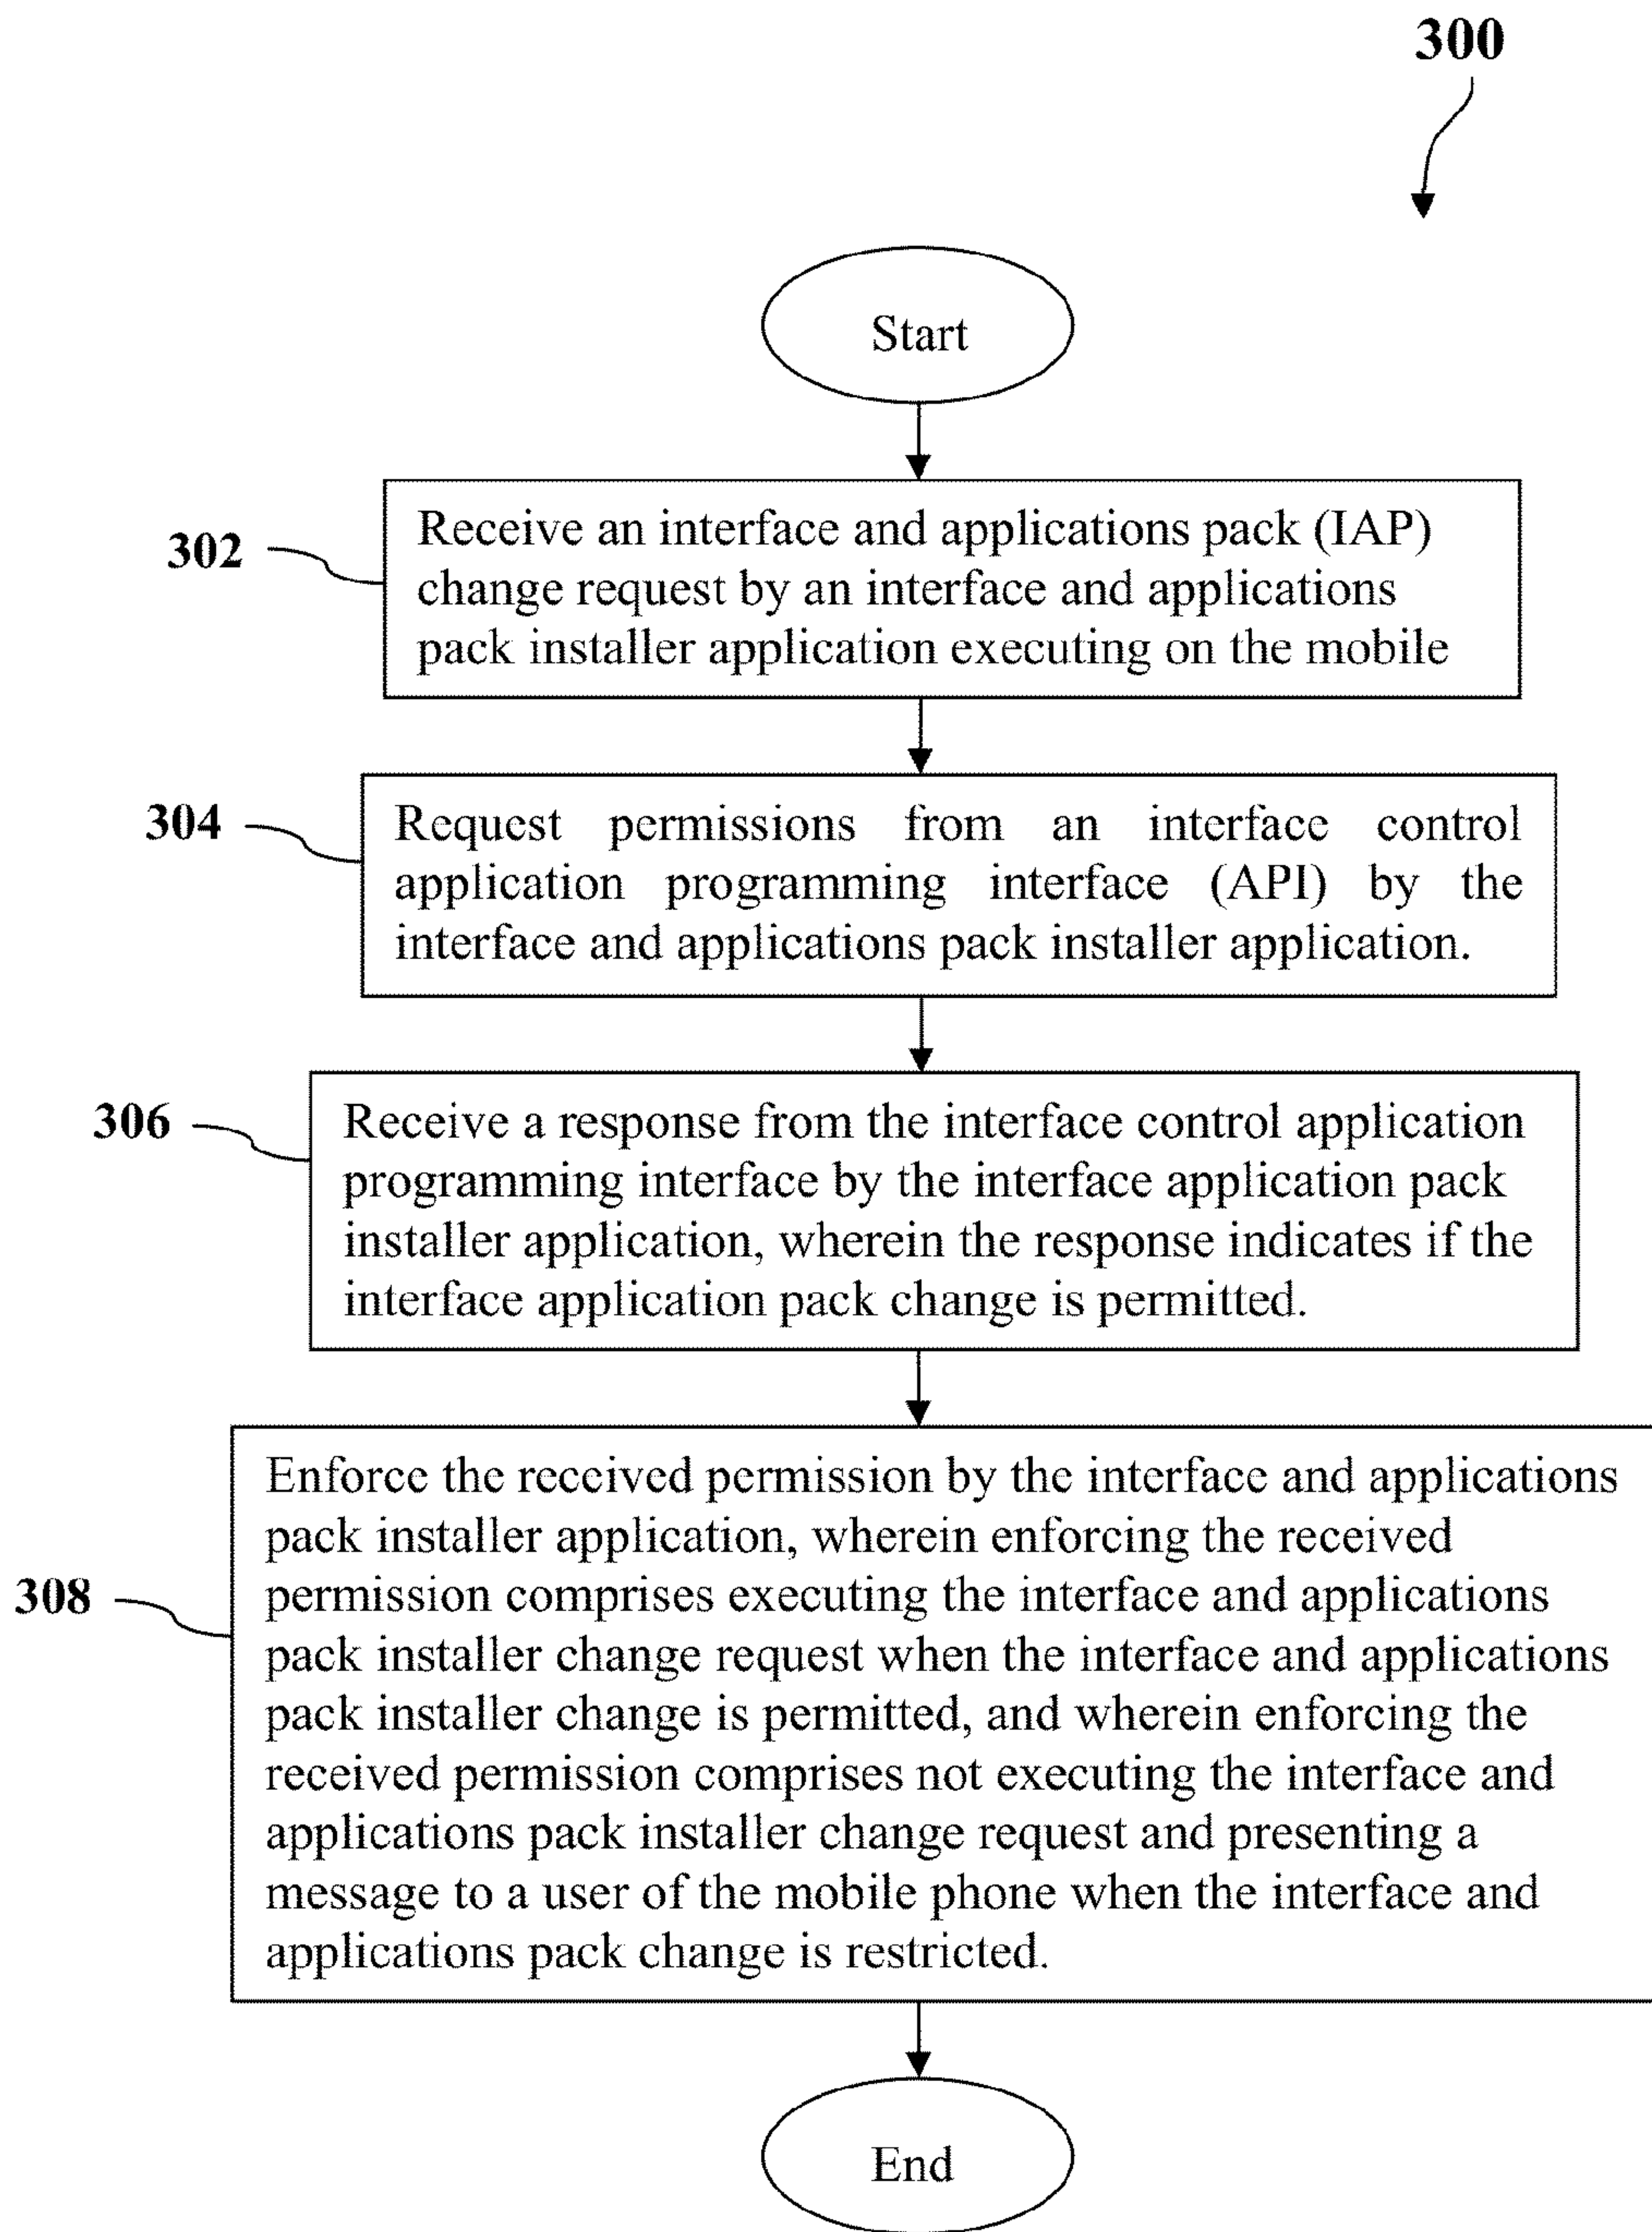 300
Start
302
Receive an interface and applications pack (IAP)
change request by an interface and applications
pack installer application executing on the mobile
304
Request permissions from an interface control
application programming interface (API) by the
interface and applications pack installer application.
306
Receive a response from the interface control application
programming interface by the interface application pack
installer application, wherein the response indicates if the
interface application pack change is permitted.
308
Enforce the received permission by the interface and applications
pack installer application, wherein enforcing the received
permission comprises executing the interface and applications
pack installer change request when the interface and applications
pack installer change is permitted, and wherein enforcing the
received permission comprises not executing the interface and
applications pack installer change request and presenting a
message to a user of the mobile phone when the interface and
applications pack change is restricted.
End